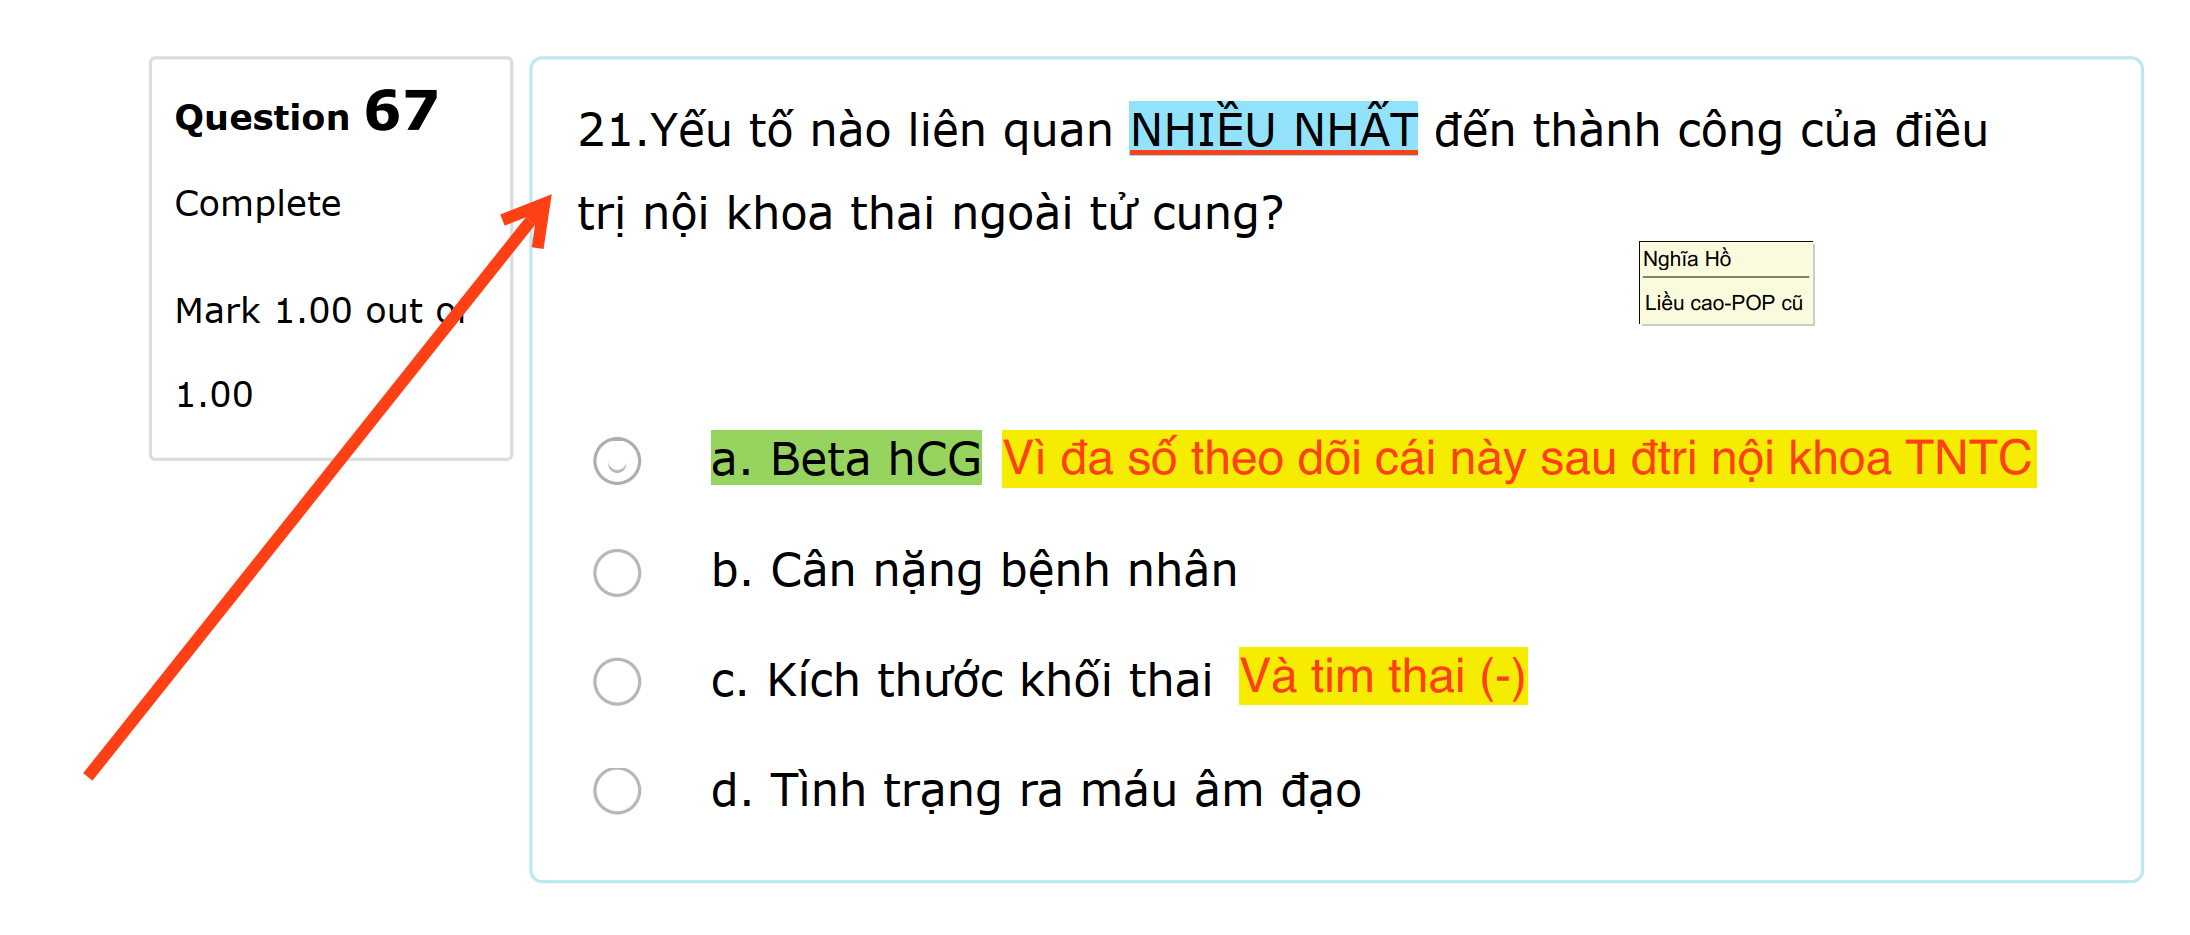 Question 67
Complete
Mark 1.00 out of
1.00
21.Yếu tố nào liên quan NHIỀU NHẤT đến thành công của điều
trị nội khoa thai ngoài tử cung?
Nghĩa Hồ
Liều cao-POP cũ
a. Beta hCG Vì đa số theo dõi cái này sau đtri nội khoa TNTC
b. Cân nặng bệnh nhân
c. Kích thước khối thai Và tim thai (-)
d. Tình trạng ra máu âm đạo